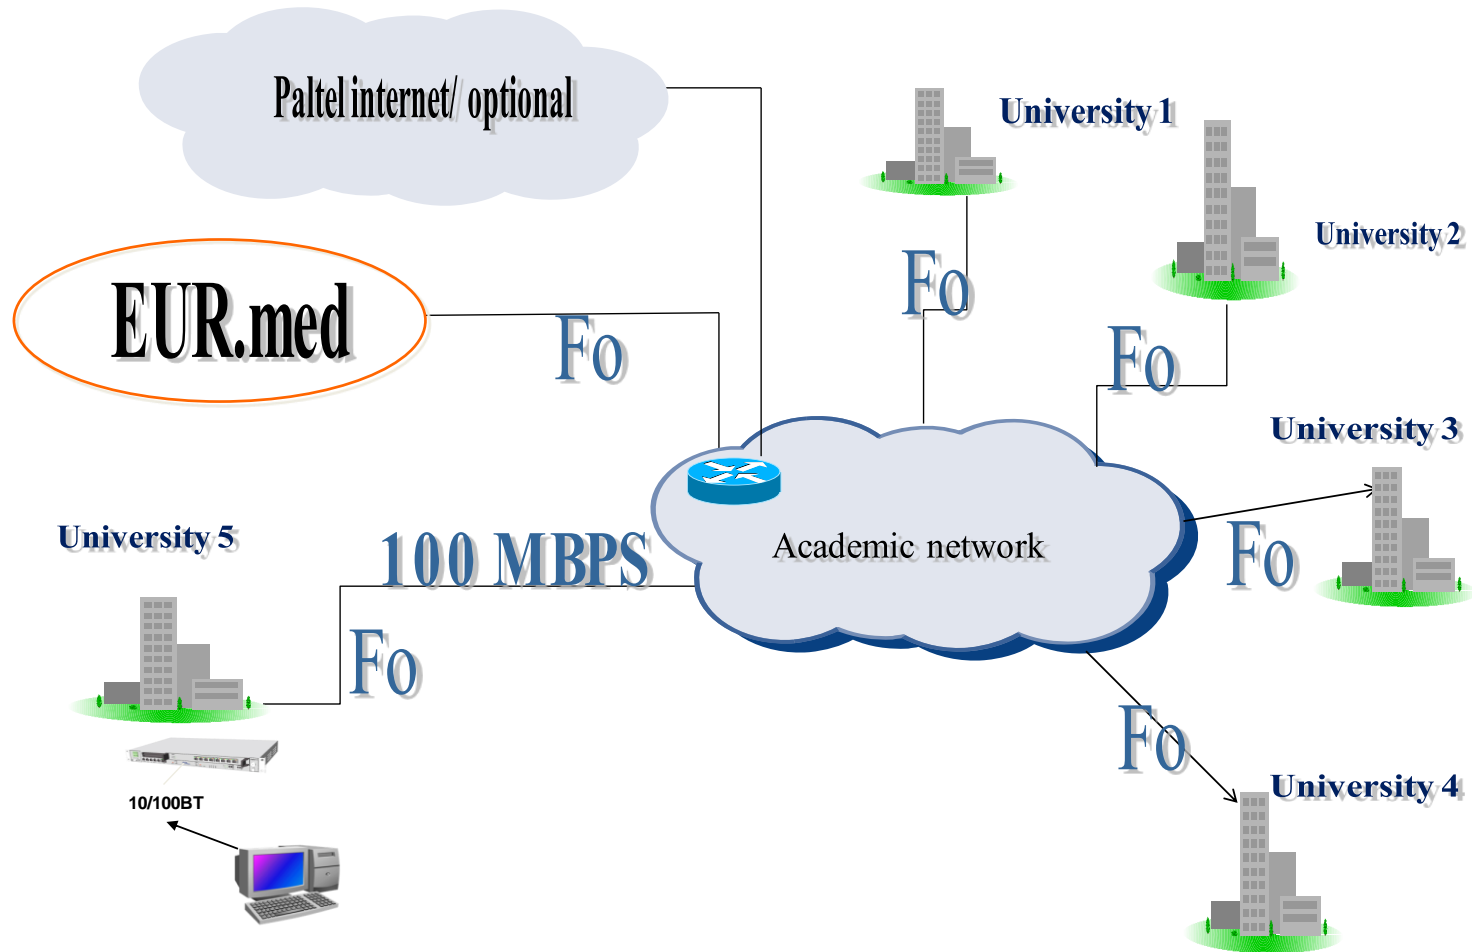 Paltel internet/ optional
University 1
University 2
EUR.med
Fo
Fo
Fo
University 3
University 5
100 MBPS
Academic network
Fo
Fo
Fo
University 4
10/100BT